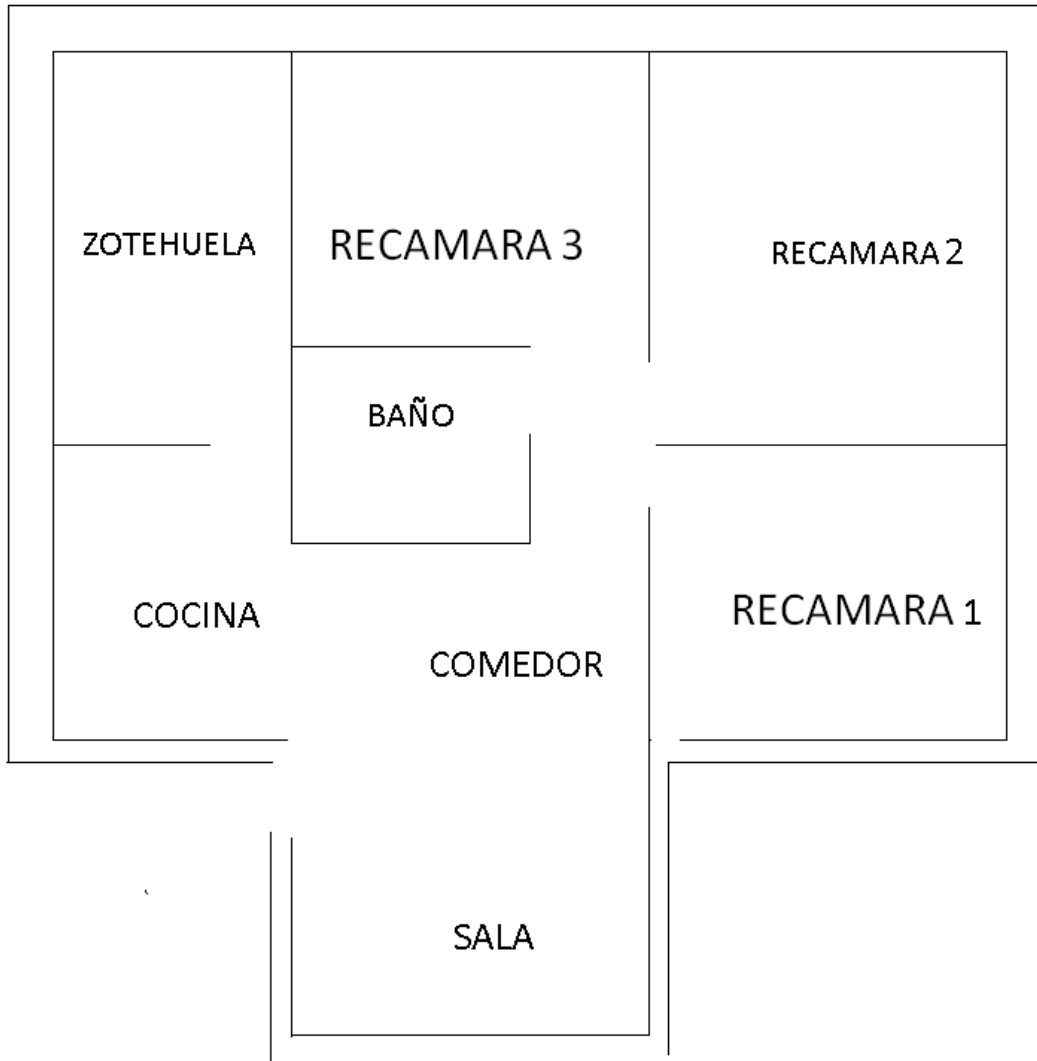 ZOTEHUELA
RECAMARA 3
RECAMARA 2
BAÑO
COCINA
RECAMARA 1
COMEDOR
SALA